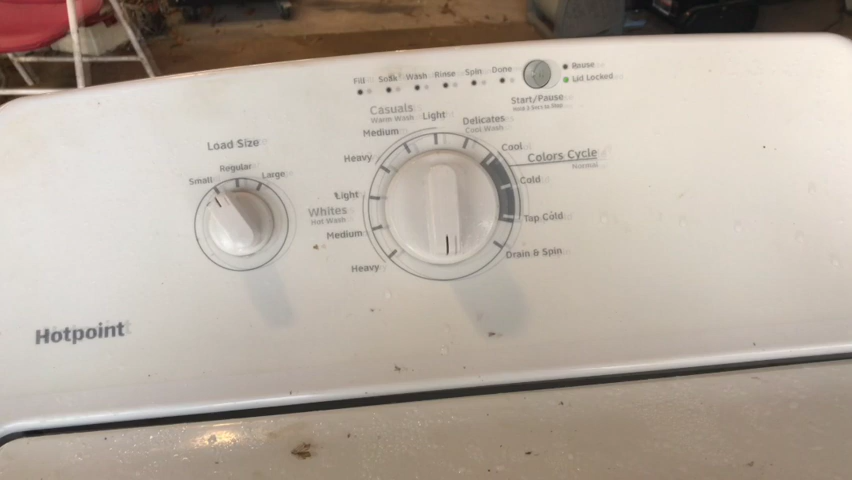 Fill Soak Wash Rinse Spin Done
Pause
Lid Locked
Start/Pause
Casuals
Warm Wash
Light
Medium
Heavy
Delicates
Cool Wash
Cool
Colors Cycle
Normal
Cold
Tap Cold
Drain & Spin
Light
Whites
Hot Wash
Medium
Heavy
Load Size
Small Regular Large
Hotpoint